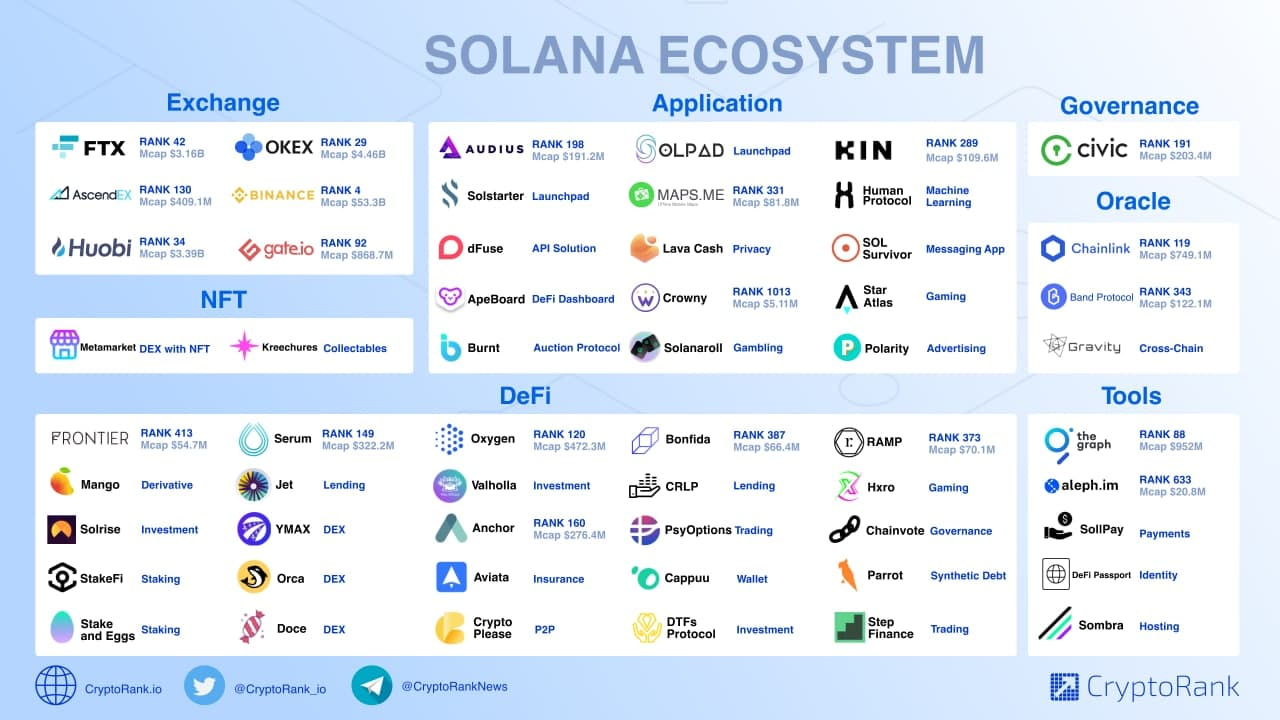 SOLANA ECOSYSTEM
Exchange
FTX RANK 42
Mcap $3.16B
OKEX RANK 29
Mcap $4.46B
AscendEX RANK 130
Mcap $409.1M
BINANCE RANK 4
Mcap $53.3B
Huobi RANK 34
Mcap $3.39B
gate.io RANK 92
Mcap $868.7M
NFT
Metamarket DEX with NFT
Kreechures Collectables
Application
AUDIUS RANK 198
Mcap $191.2M
SOLPAD Launchpad
KIN RANK 289
Mcap $109.6M
Solstarter Launchpad
MAPS.ME RANK 331
Mcap $81.8M
Human
Protocol
Machine
Learning
dFuse API Solution
Lava Cash Privacy
SOL
Survivor
Messaging App
ApeBoard DeFi Dashboard
Crowny RANK 1013
Mcap $5.11M
Star
Atlas
Gaming
Burnt Auction Protocol
Solanaroll Gambling
Polarity Advertising
Governance
civic RANK 191
Mcap $203.4M
Oracle
Chainlink RANK 119
Mcap $749.1M
Band Protocol RANK 343
Mcap $122.1M
Gravity Cross-Chain
DeFi
FRONTIER RANK 413
Mcap $54.7M
Serum RANK 149
Mcap $322.2M
Oxygen RANK 120
Mcap $472.3M
Bonfida RANK 387
Mcap $66.4M
RAMP RANK 373
Mcap $70.1M
Mango Derivative
Jet Lending
Valholla Investment
CRLP Lending
Hxro Gaming
Solrise Investment
YMAX DEX
Anchor RANK 160
Mcap $276.4M
PsyOptions Trading
Chainvote Governance
StakeFi Staking
Orca DEX
Aviata Insurance
Cappuu Wallet
Parrot Synthetic Debt
Stake
and Eggs
Staking
Doce DEX
Crypto
Please
P2P
DTFs
Protocol
Investment
Step
Finance
Trading
Tools
the
graph
RANK 88
Mcap $952M
aleph.im RANK 633
Mcap $20.8M
SollPay Payments
DeFi Passport Identity
Sombra Hosting
CryptoRank.io
@CryptoRank_io
@CryptoRankNews
CryptoRank